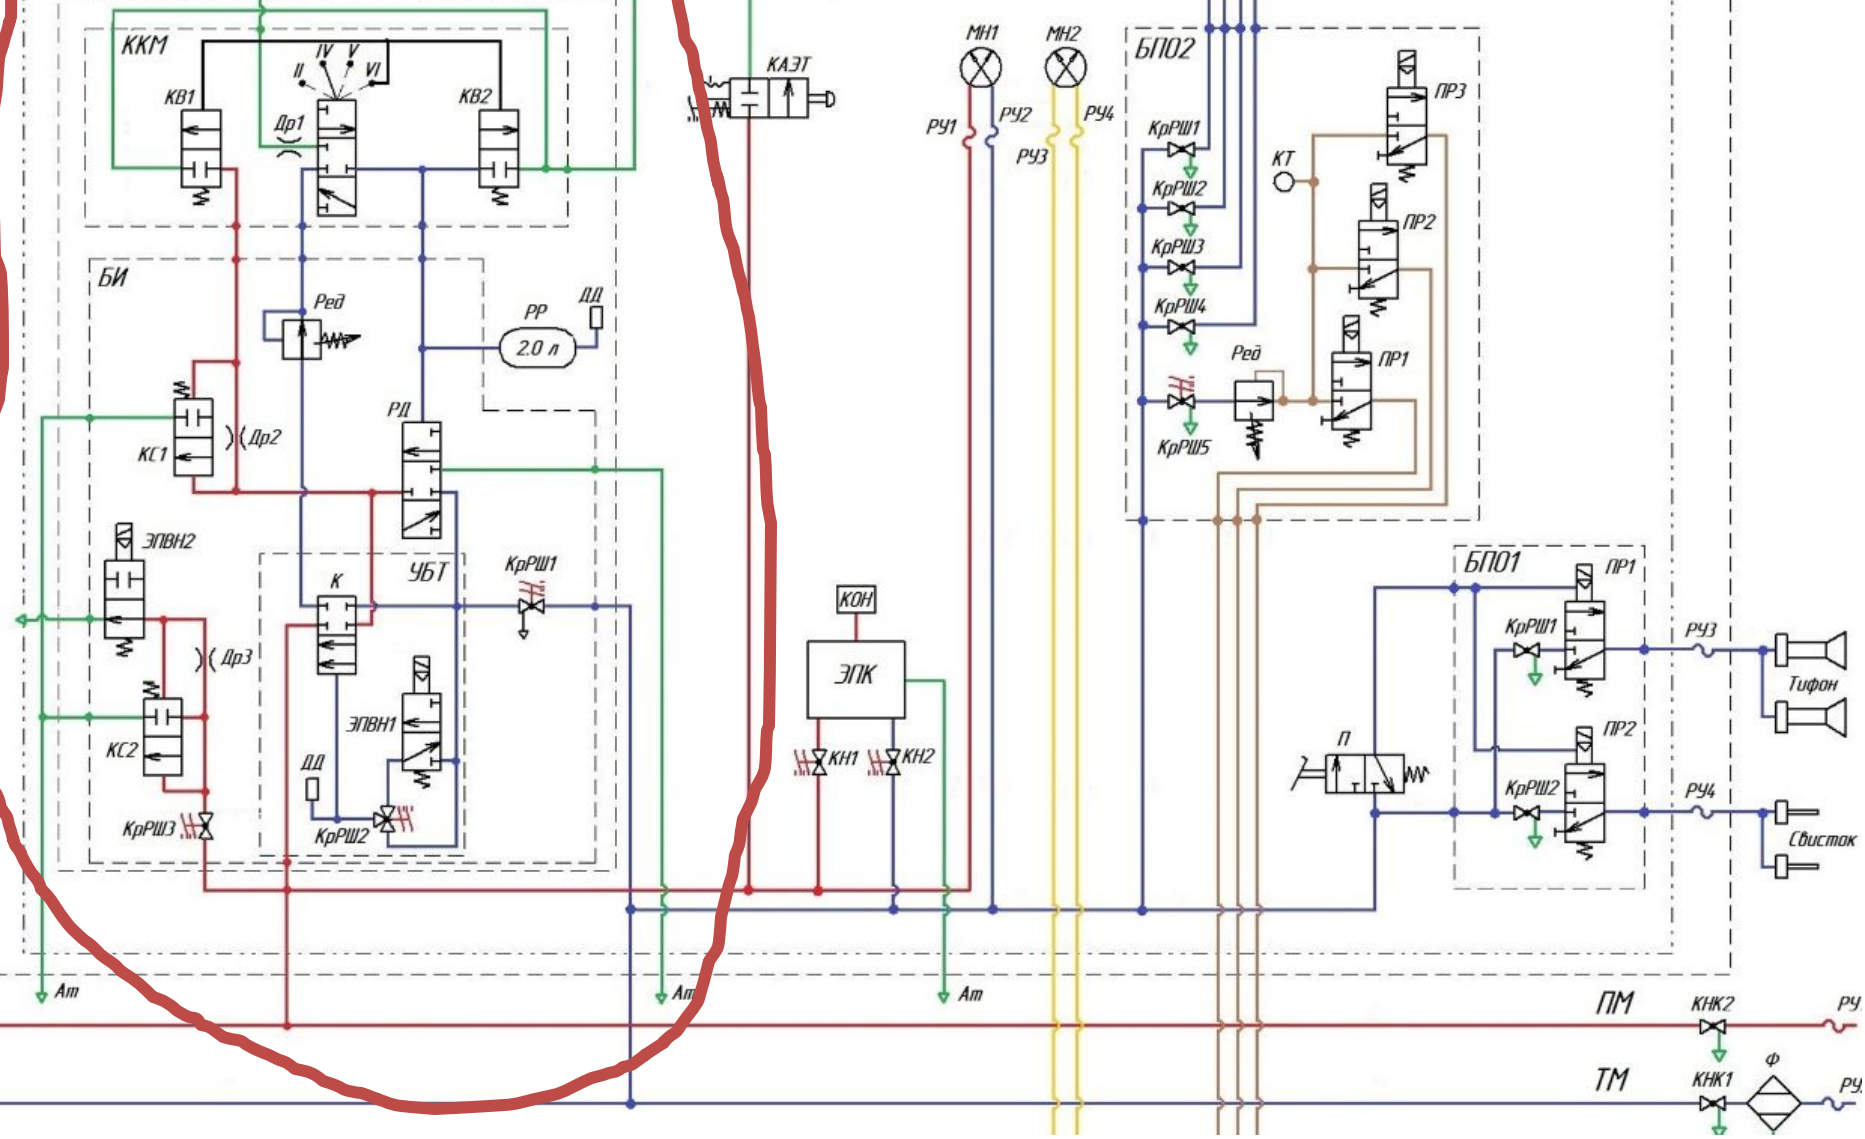 ККМ
IV V
II VI
КВ1
КВ2
Др1
КАЭТ
МН1
МН2
РУ1
РУ2
РУ3
РУ4
БПО2
КрРШ1
КрРШ2
КрРШ3
КрРШ4
КрРШ5
КТ
Ред
ПР3
ПР2
ПР1
БИ
Ред
РР
2.0 л
ДД
РД
КС1
Др2
ЭПВН2
Др3
КС2
КрРШ3
УБТ
К
КрРШ1
ЭПВН1
ДД
КрРШ2
КОН
ЭПК
КН1
КН2
БПО1
ПР1
КрРШ1
РУ3
Тифон
П
ПР2
КрРШ2
РУ4
Свисток
Ат
Ат
Ат
ПМ
КНК2
РУ
ТМ
КНК1
Ф
РУ